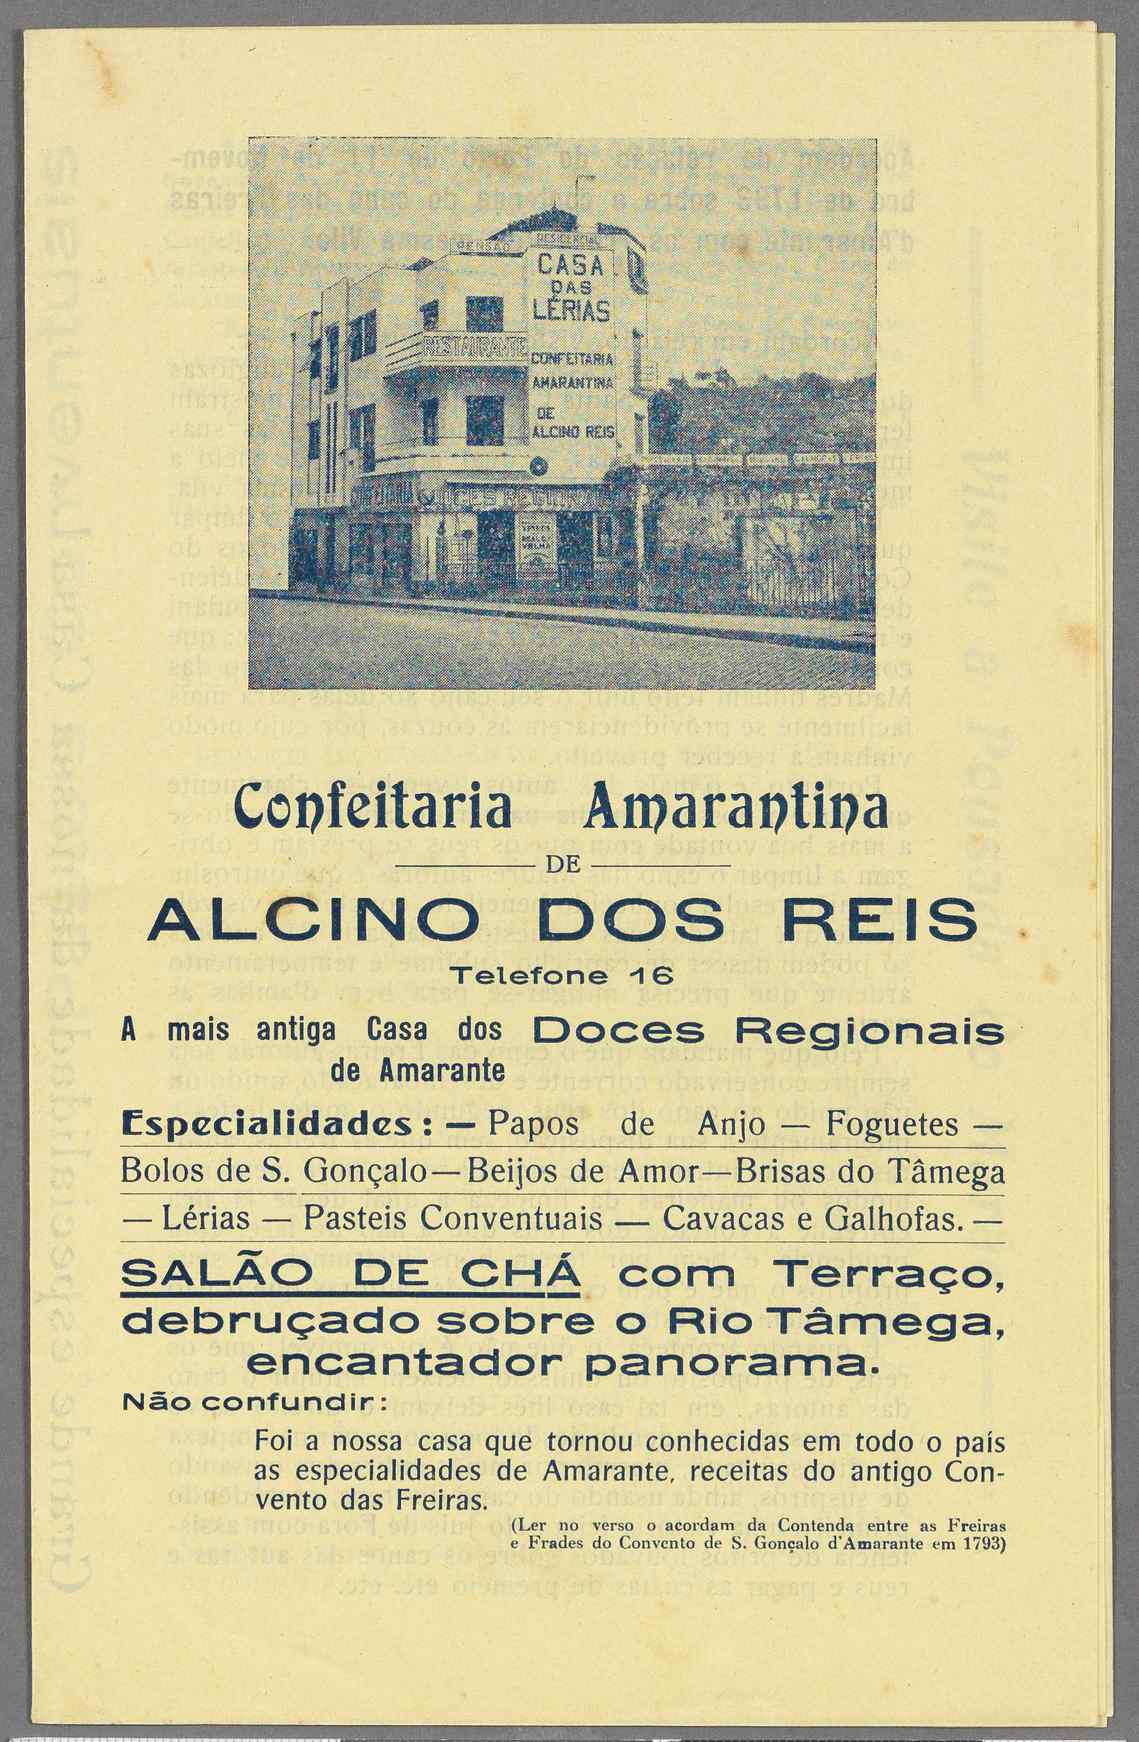 PENSÃO RESIDENCIAL
CASA
DAS
LÉRIAS
RESTAURANTE
CONFEITARIA
AMARANTINA
DE
ALCINO REIS
DOCES REGIONAIS
Confeitaria Amarantina
DE
ALCINO DOS REIS
Telefone 16
A mais antiga Casa dos Doces Regionais
de Amarante
Especialidades: — Papos de Anjo — Foguetes —
Bolos de S. Gonçalo—Beijos de Amor—Brisas do Tâmega
— Lérias — Pasteis Conventuais — Cavacas e Galhofas. —
SALÃO DE CHÁ com Terraço,
debruçado sobre o Rio Tâmega,
encantador panorama.
Não confundir:
Foi a nossa casa que tornou conhecidas em todo o país
as especialidades de Amarante, receitas do antigo Con-
vento das Freiras.
(Ler no verso o acordam da Contenda entre as Freiras
e Frades do Convento de S. Gonçalo d'Amarante em 1793)